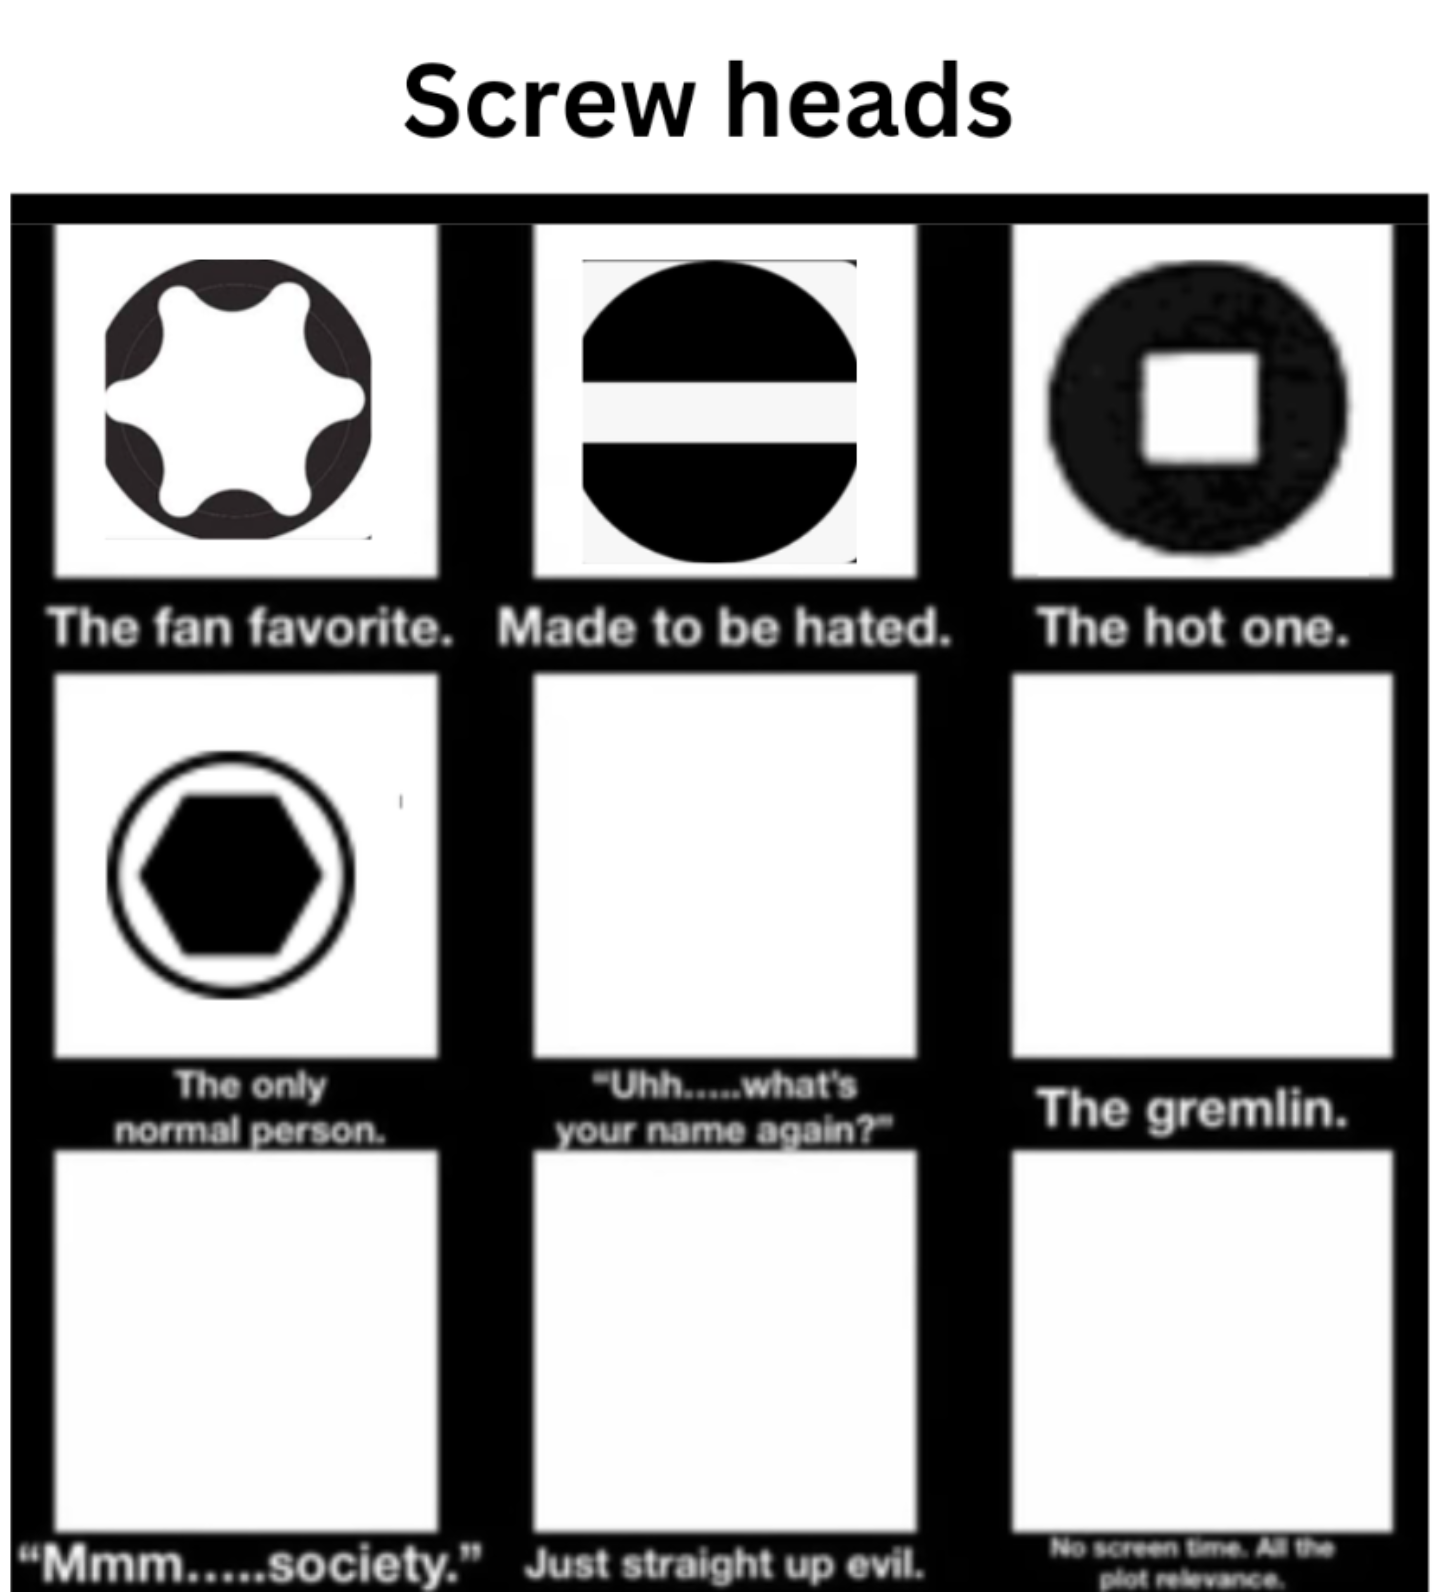 Screw heads
The fan favorite.
Made to be hated.
The hot one.
The only
normal person.
“Uhh.....what's
your name again?"
The gremlin.
“Mmm.....society.”
Just straight up evil.
No screen time. All the
plot relevance.